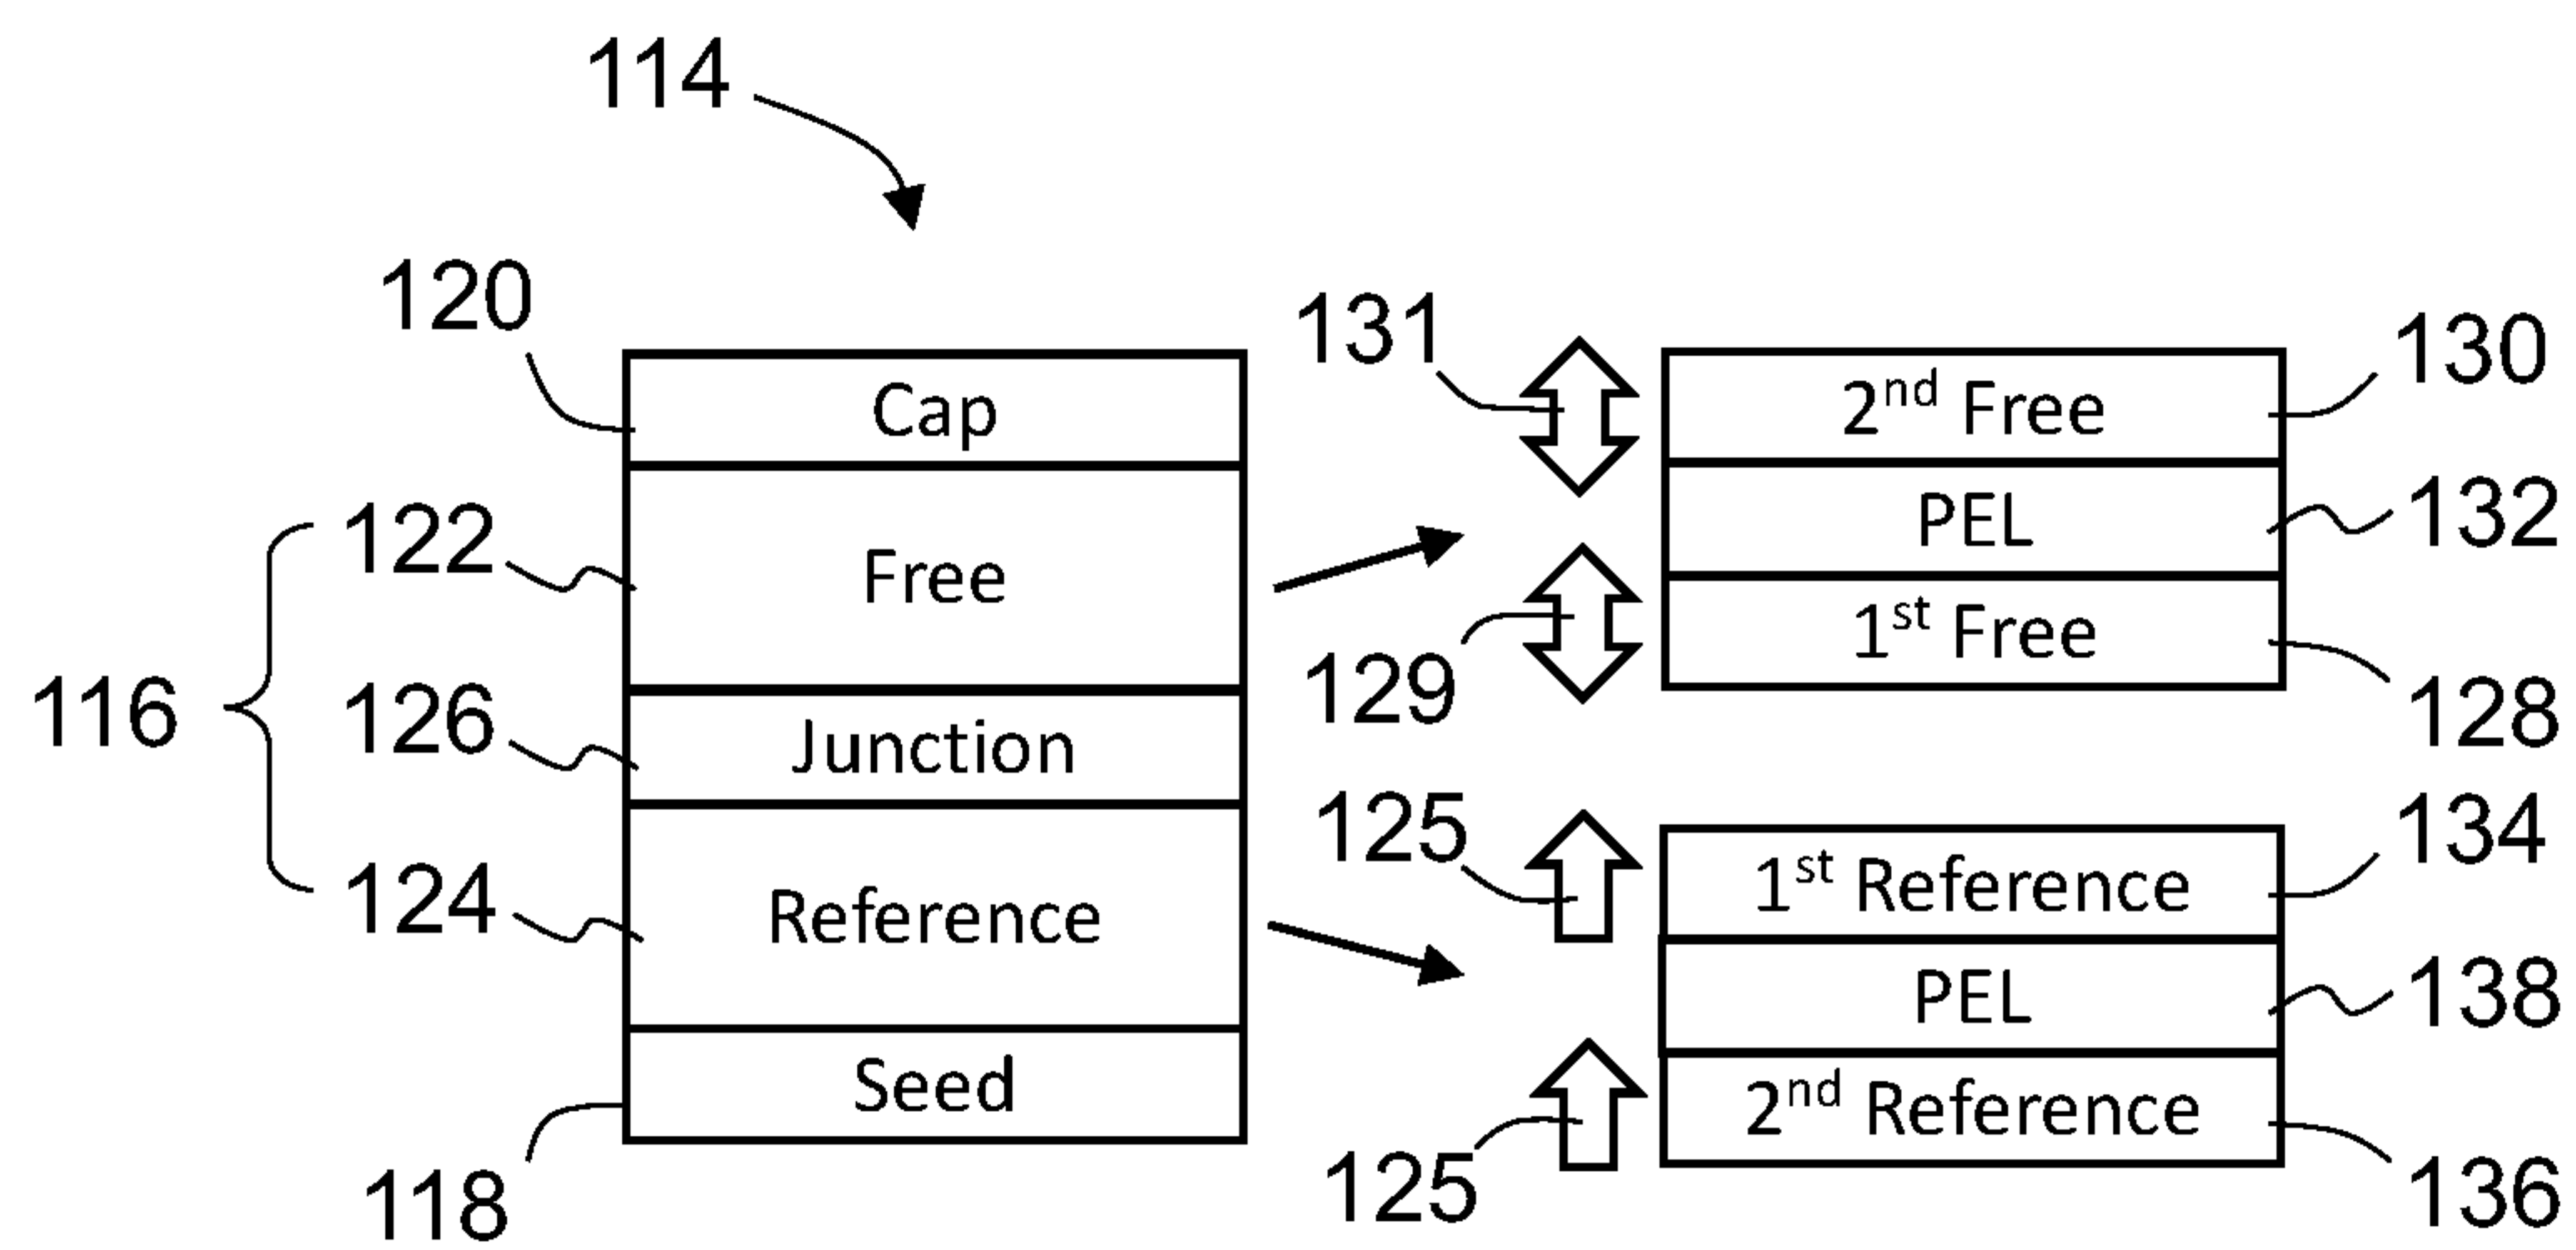 114
120
Cap
131
2nd Free
130
122
Free
PEL
132
129
1st Free
128
116
126
Junction
125
1st Reference
134
124
Reference
PEL
138
118
Seed
125
2nd Reference
136